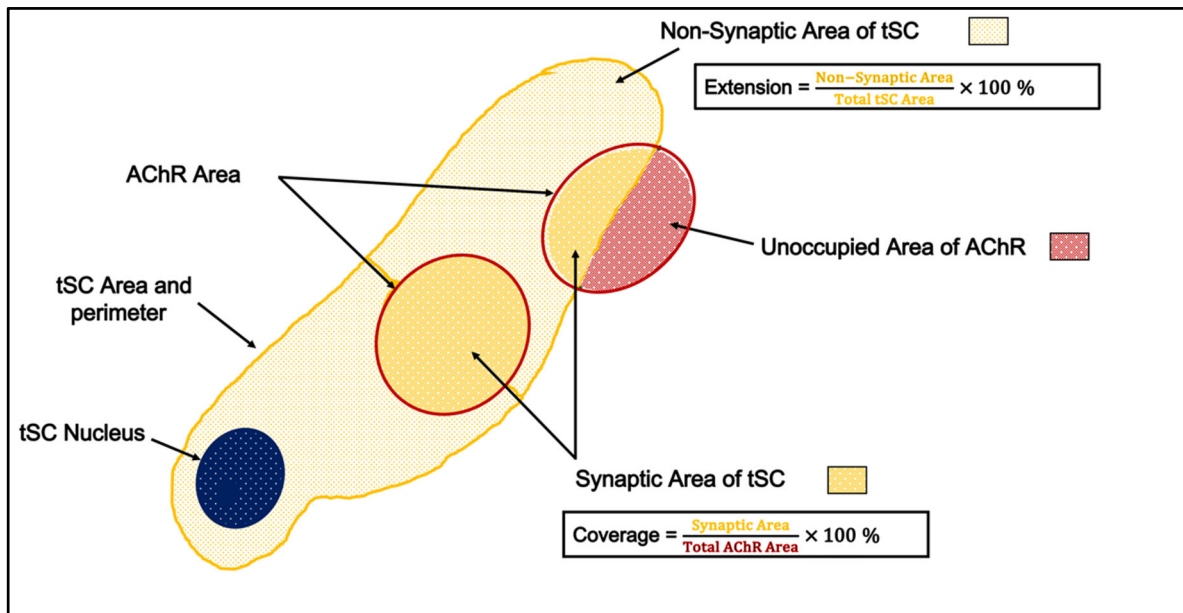 Non-Synaptic Area of tSC
Extension = Non−Synaptic Area / Total tSC Area × 100 %
AChR Area
Unoccupied Area of AChR
tSC Area and
perimeter
tSC Nucleus
Synaptic Area of tSC
Coverage = Synaptic Area / Total AChR Area × 100 %